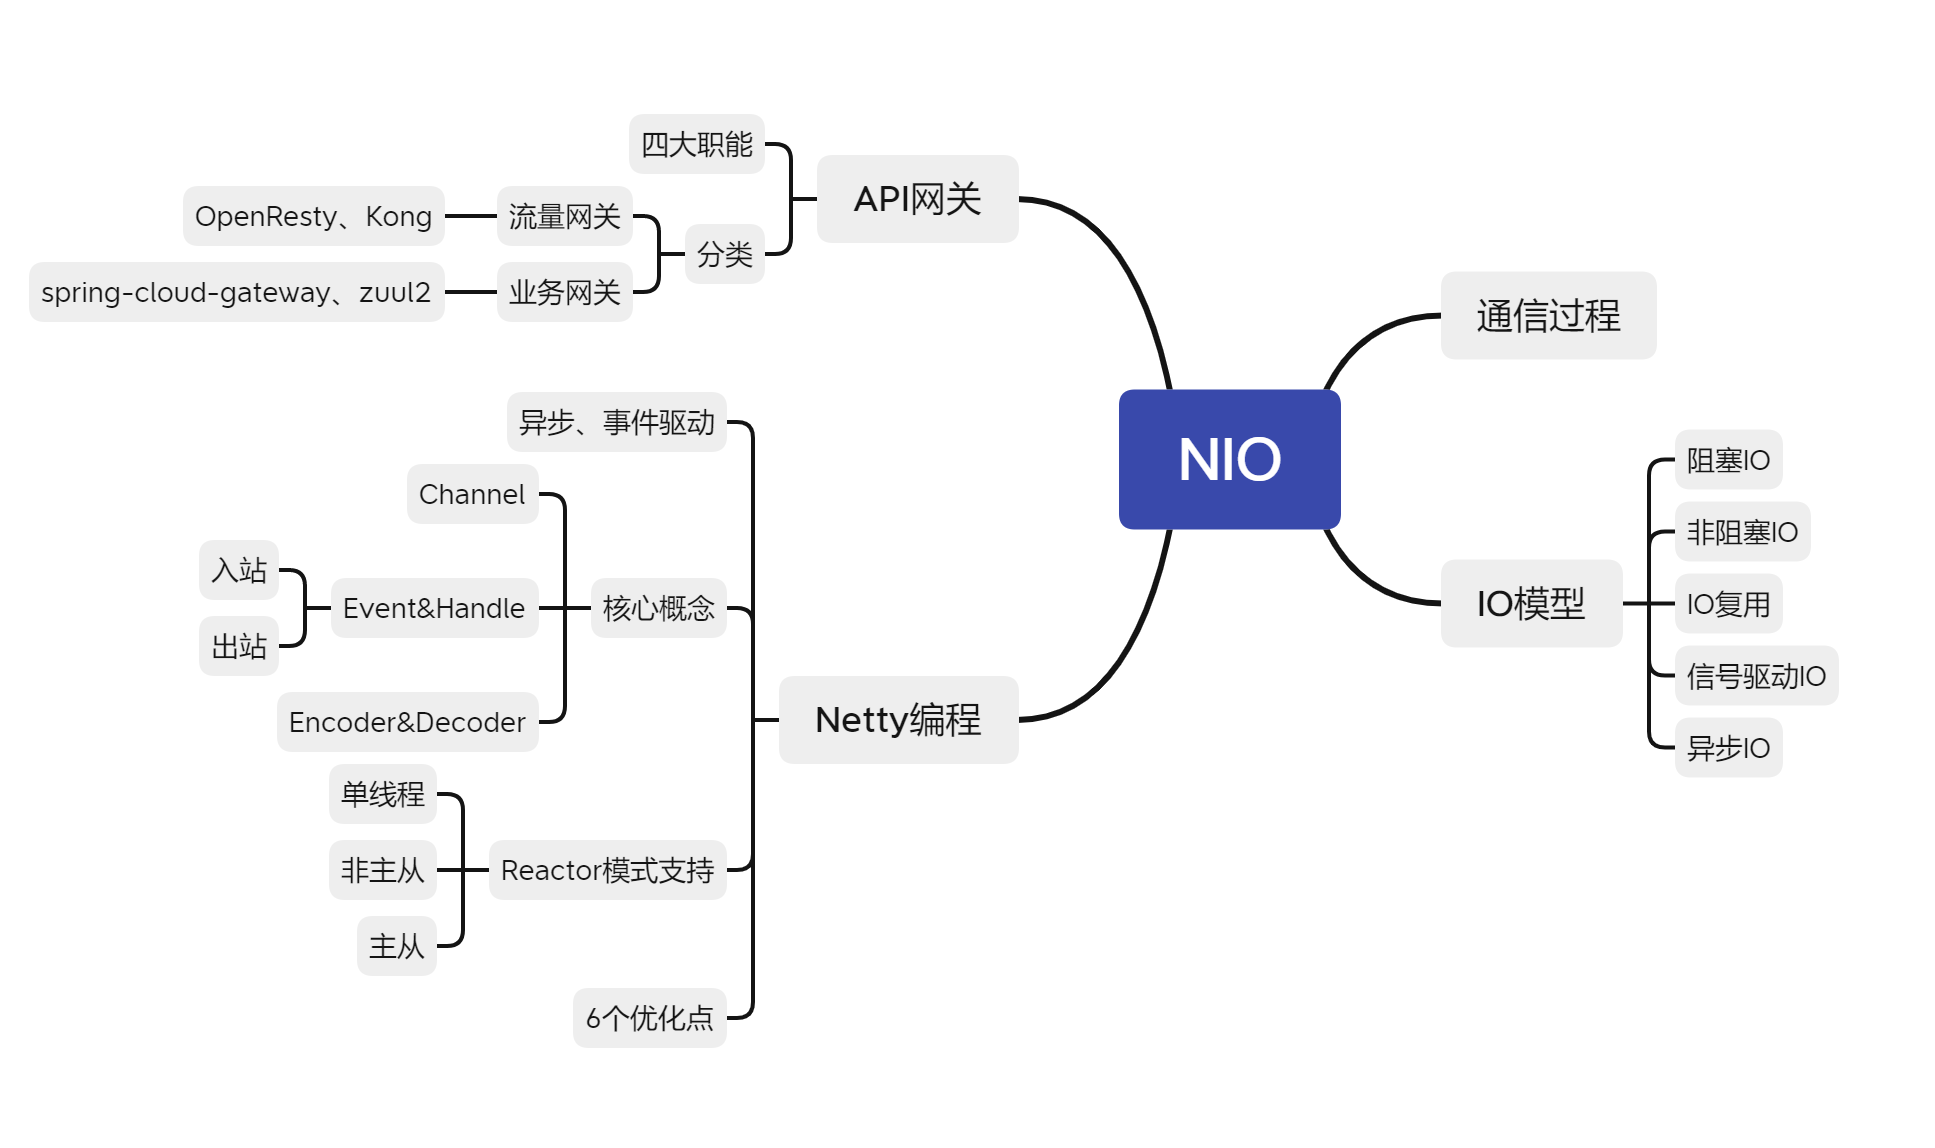 NIO
通信过程
IO模型
阻塞IO
非阻塞IO
IO复用
信号驱动IO
异步IO
API网关
四大职能
分类
流量网关
OpenResty、Kong
业务网关
spring-cloud-gateway、zuul2
Netty编程
异步、事件驱动
核心概念
Channel
Event&Handle
入站
出站
Encoder&Decoder
Reactor模式支持
单线程
非主从
主从
6个优化点